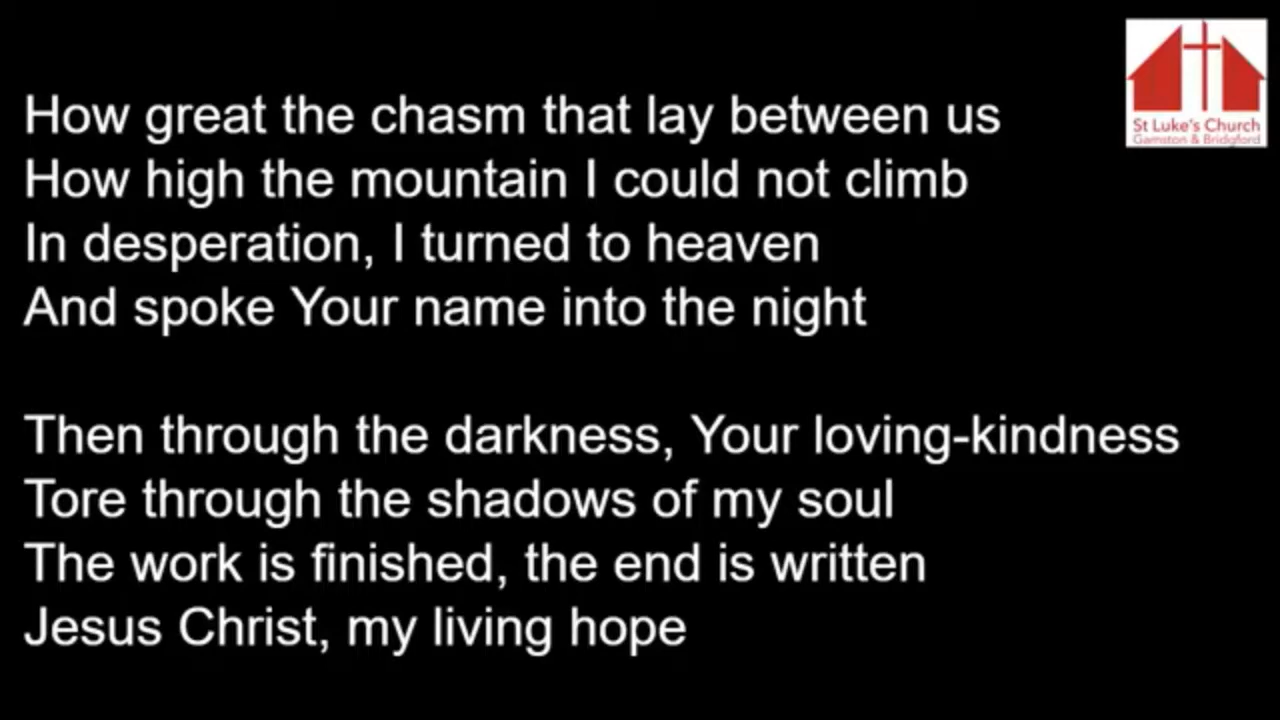 How great the chasm that lay between us
How high the mountain I could not climb
In desperation, I turned to heaven
And spoke Your name into the night
Then through the darkness, Your loving-kindness
Tore through the shadows of my soul
The work is finished, the end is written
Jesus Christ, my living hope
St Luke's Church
Gamston & Bridgford